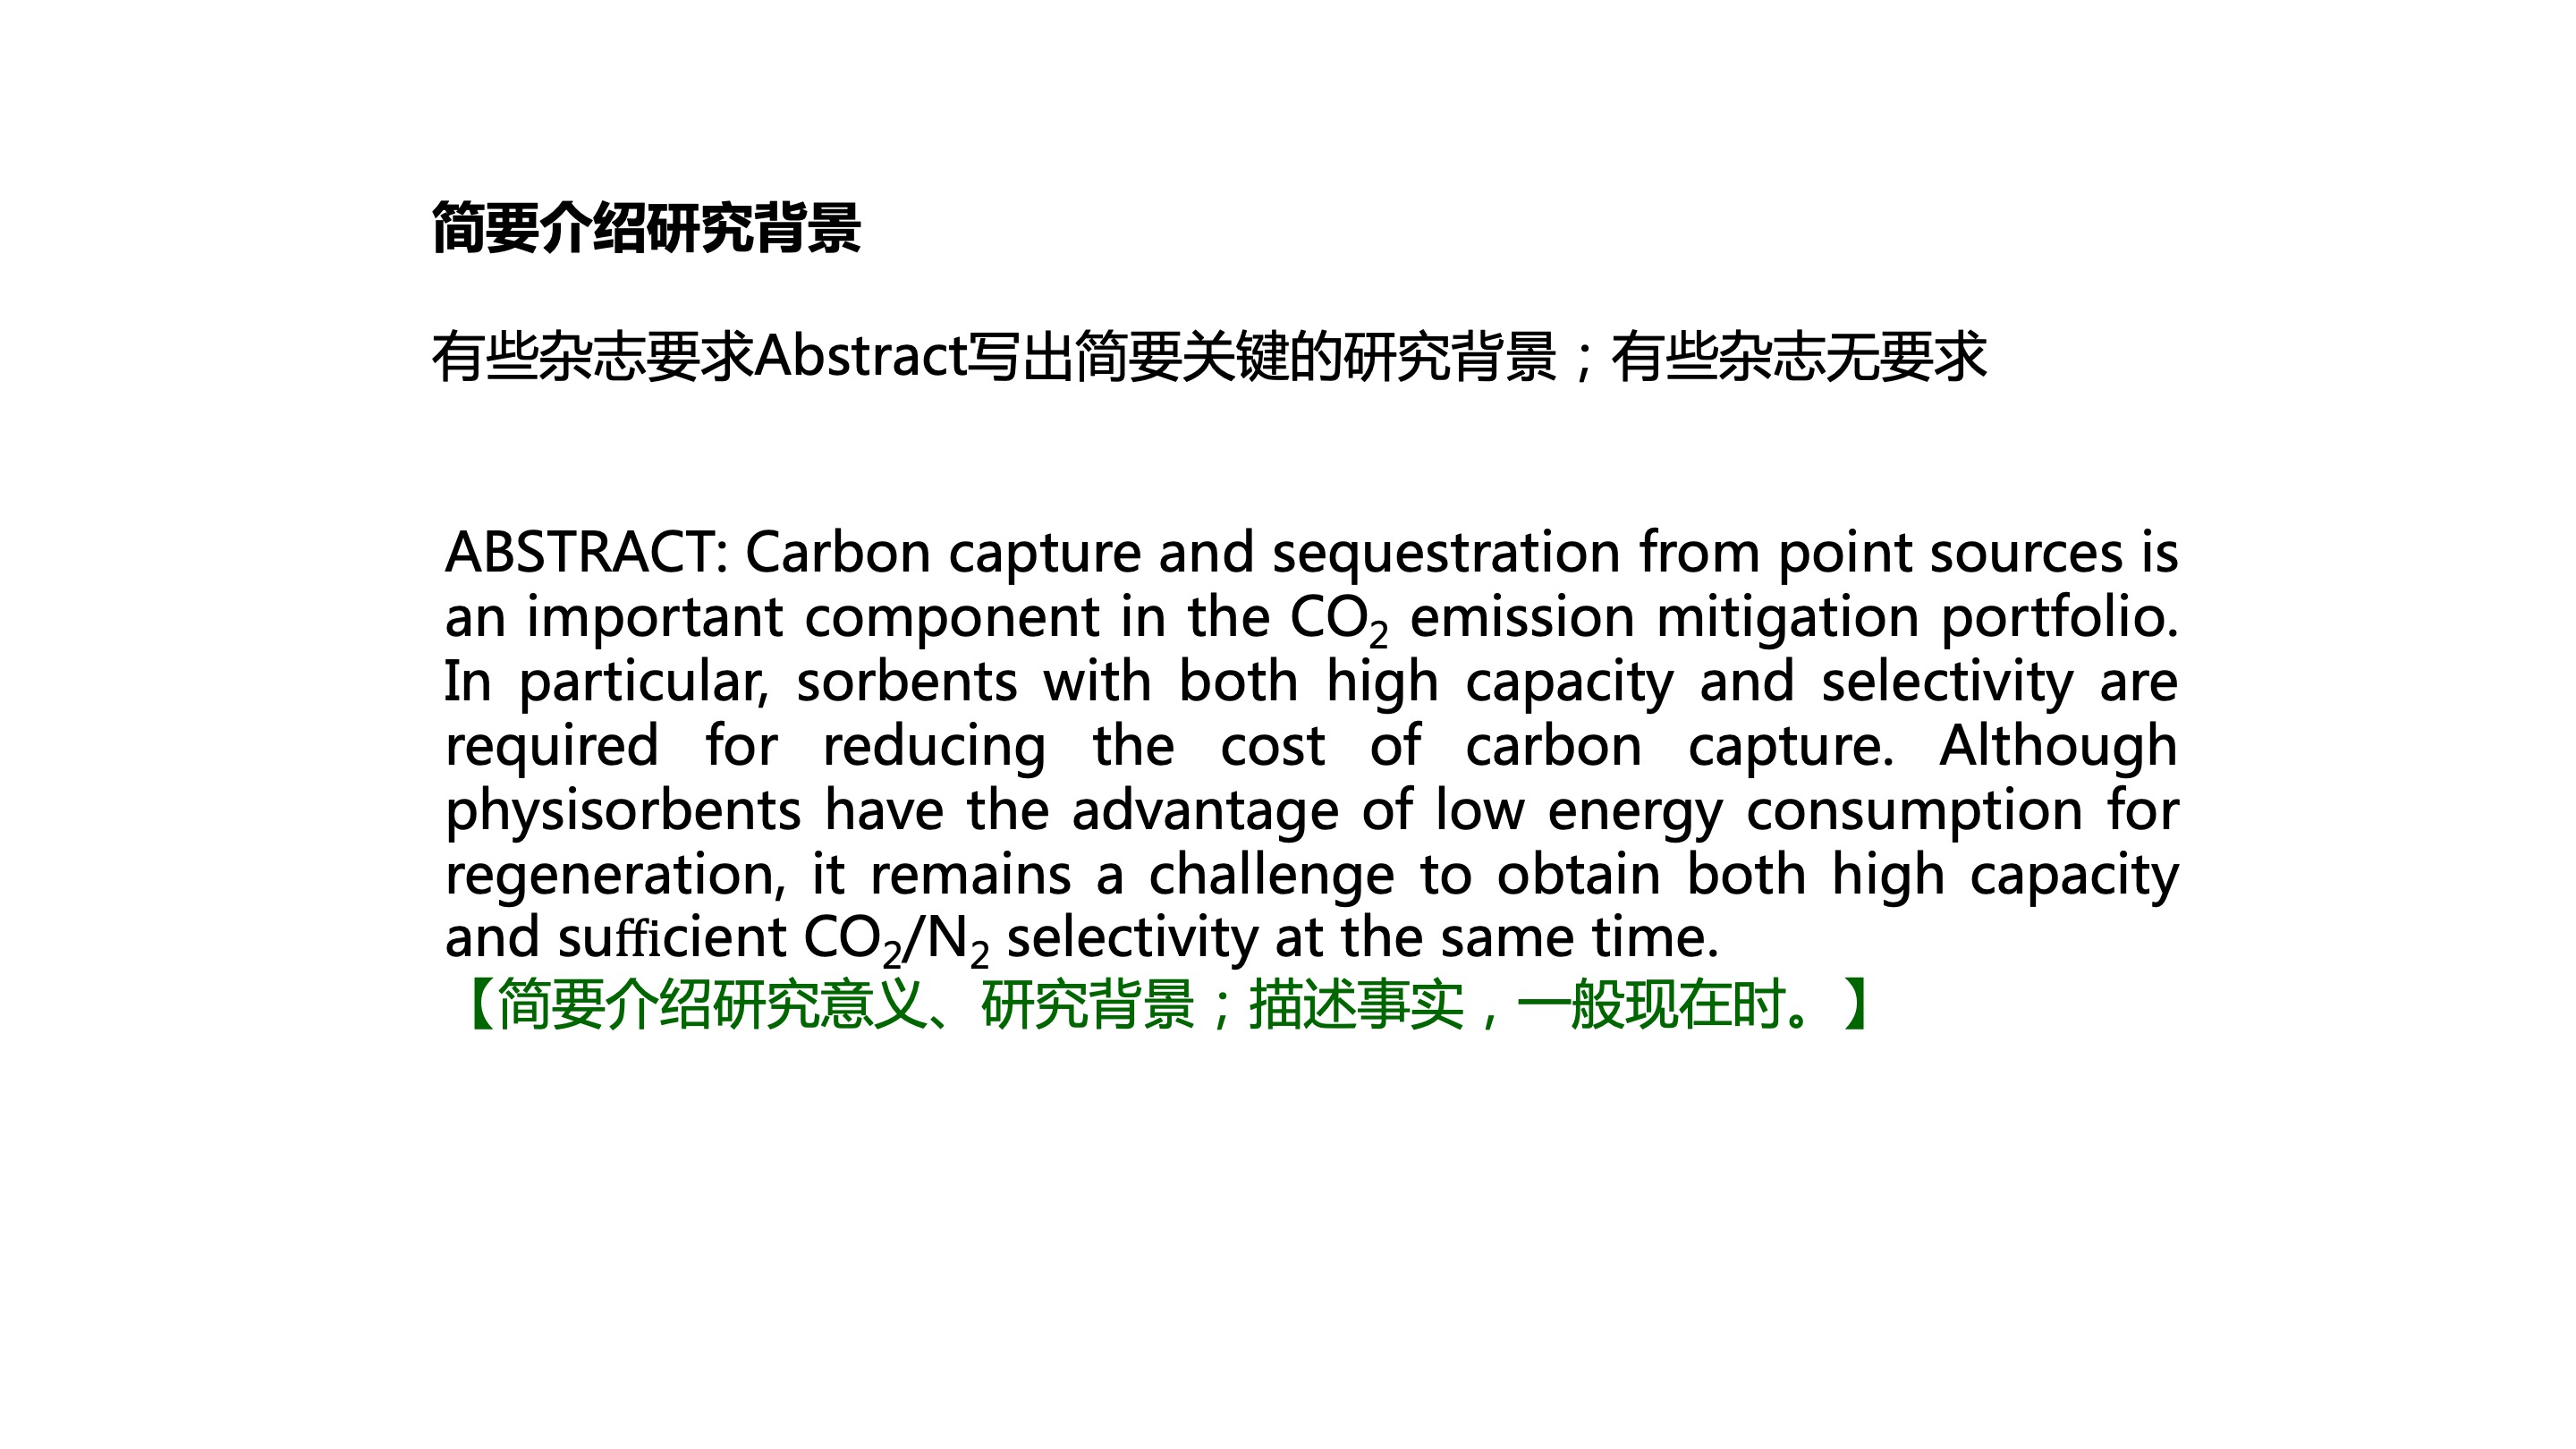 简要介绍研究背景
有些杂志要求Abstract写出简要关键的研究背景；有些杂志无要求
ABSTRACT: Carbon capture and sequestration from point sources is
an important component in the CO₂ emission mitigation portfolio.
In particular, sorbents with both high capacity and selectivity are
required for reducing the cost of carbon capture. Although
physisorbents have the advantage of low energy consumption for
regeneration, it remains a challenge to obtain both high capacity
and sufficient CO₂/N₂ selectivity at the same time.
【简要介绍研究意义、研究背景；描述事实，一般现在时。】